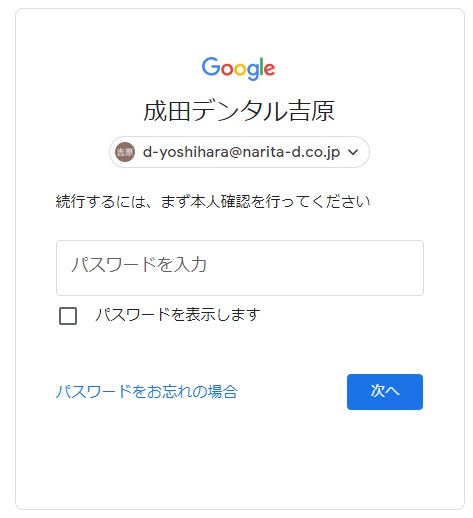 Google
成田デンタル吉原
吉原 d-yoshihara@narita-d.co.jp
続行するには、まず本人確認を行ってください
パスワードを入力
パスワードを表示します
パスワードをお忘れの場合 次へ